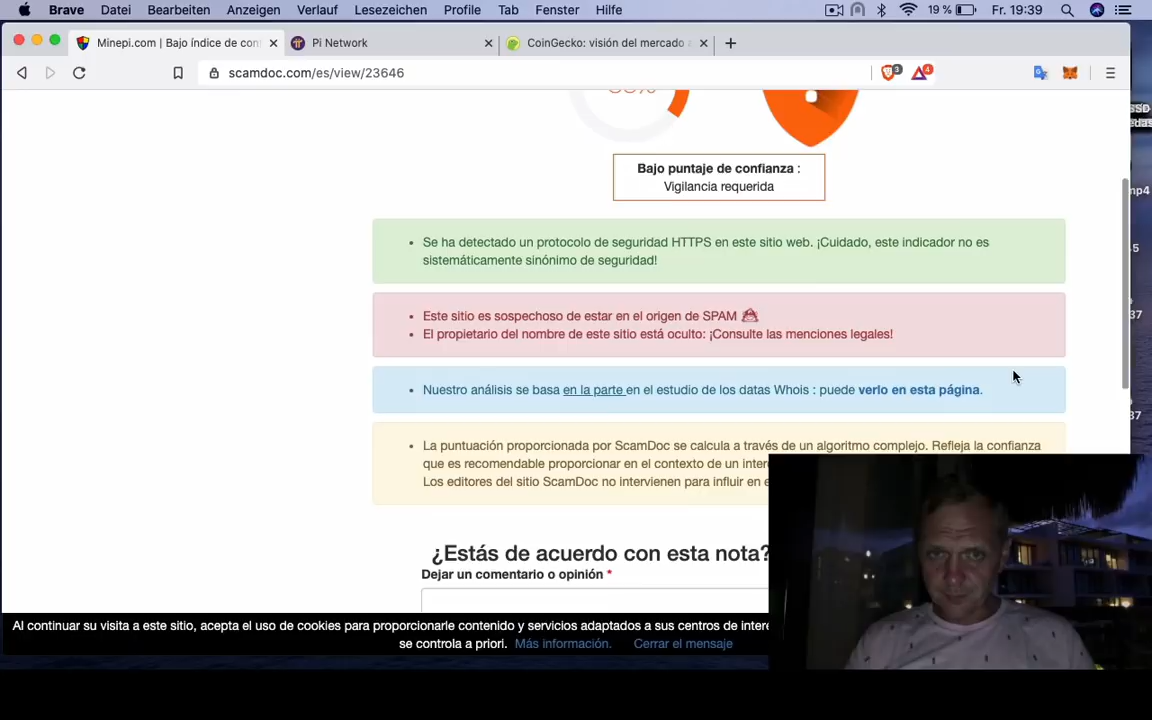 Brave Datei Bearbeiten Anzeigen Verlauf Lesezeichen Profile Tab Fenster Hilfe 19 % Fr. 19:39
Minepi.com | Bajo índice de con
Pi Network
CoinGecko: visión del mercado
scamdoc.com/es/view/23646
3
4
Bajo puntaje de confianza :
Vigilancia requerida
• Se ha detectado un protocolo de seguridad HTTPS en este sitio web. ¡Cuidado, este indicador no es
sistemáticamente sinónimo de seguridad!
• Este sitio es sospechoso de estar en el origen de SPAM
• El propietario del nombre de este sitio está oculto: ¡Consulte las menciones legales!
• Nuestro análisis se basa en la parte en el estudio de los datas Whois : puede verlo en esta página.
• La puntuación proporcionada por ScamDoc se calcula a través de un algoritmo complejo. Refleja la confianza
que es recomendable proporcionar en el contexto de un
Los editores del sitio ScamDoc no intervienen para influir en
¿Estás de acuerdo con esta nota?
Dejar un comentario o opinión *
Al continuar su visita a este sitio, acepta el uso de cookies para proporcionarle contenido y servicios adaptados a sus centros de
se controla a priori. Más información. Cerrar el mensaje
SSD
mp4
37
37